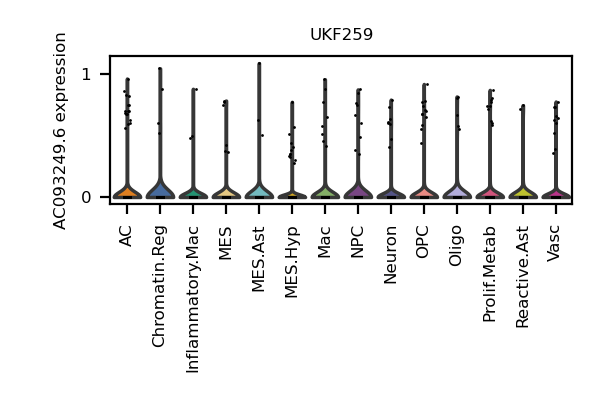 UKF259
AC093249.6 expression
1
0
AC
Chromatin.Reg
Inflammatory.Mac
MES
MES.Ast
MES.Hyp
Mac
NPC
Neuron
OPC
Oligo
Prolif.Metab
Reactive.Ast
Vasc